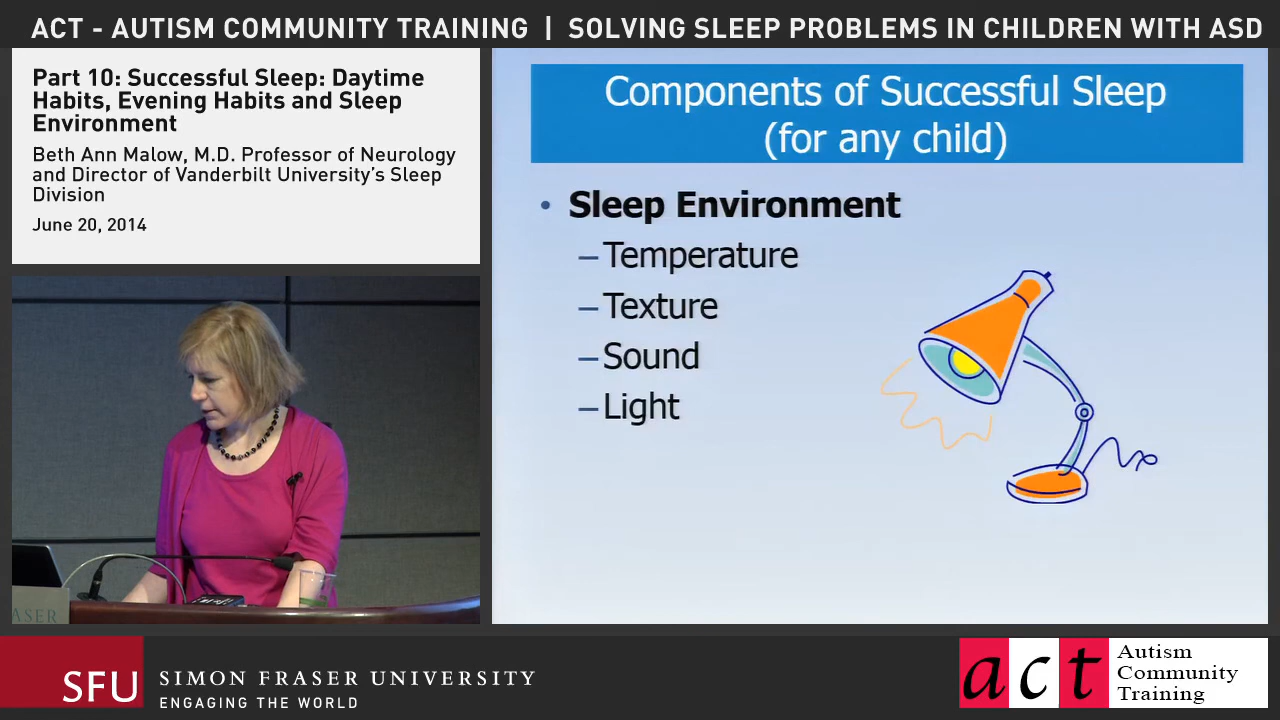 ACT - AUTISM COMMUNITY TRAINING | SOLVING SLEEP PROBLEMS IN CHILDREN WITH ASD
Part 10: Successful Sleep: Daytime
Habits, Evening Habits and Sleep
Environment
Beth Ann Malow, M.D. Professor of Neurology
and Director of Vanderbilt University's Sleep
Division
June 20, 2014
Components of Successful Sleep
(for any child)
• Sleep Environment
–Temperature
–Texture
–Sound
–Light
ASER
SFU
SIMON FRASER UNIVERSITY
ENGAGING THE WORLD
act
Autism
Community
Training